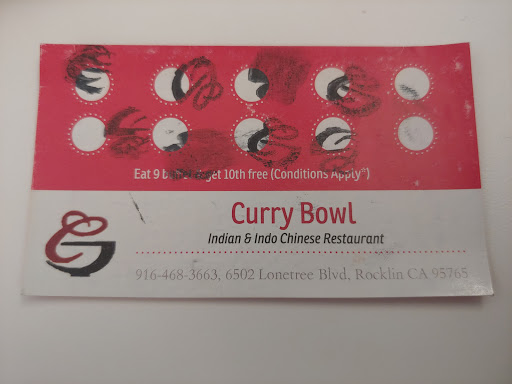 Eat 9 get 10th free (Conditions Apply*)
Curry Bowl
Indian & Indo Chinese Restaurant
916-468-3663, 6502 Lonetree Blvd, Rocklin CA 95765